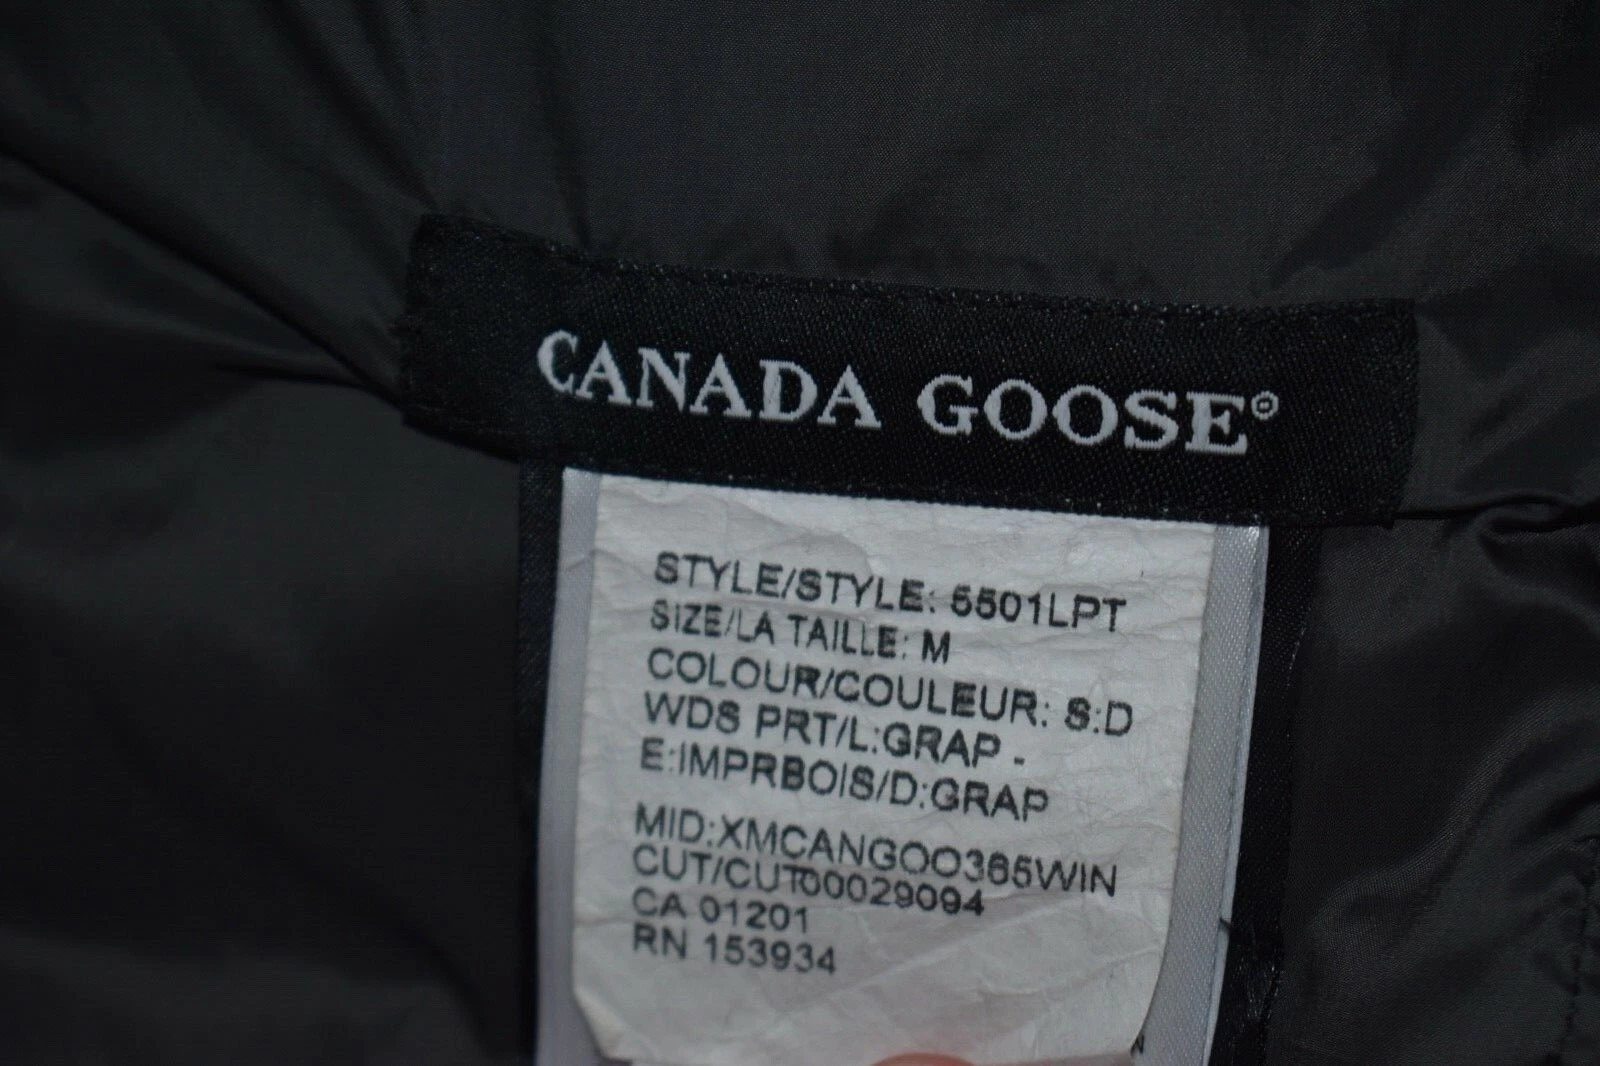 CANADA GOOSE®
STYLE/STYLE: 5501LPT
SIZE/LA TAILLE: M
COLOUR/COULEUR: S:D
WDS PRT/L:GRAP -
E:IMPRBOIS/D:GRAP
MID:XMCANGOO365WIN
CUT/CUT00029094
CA 01201
RN 153934